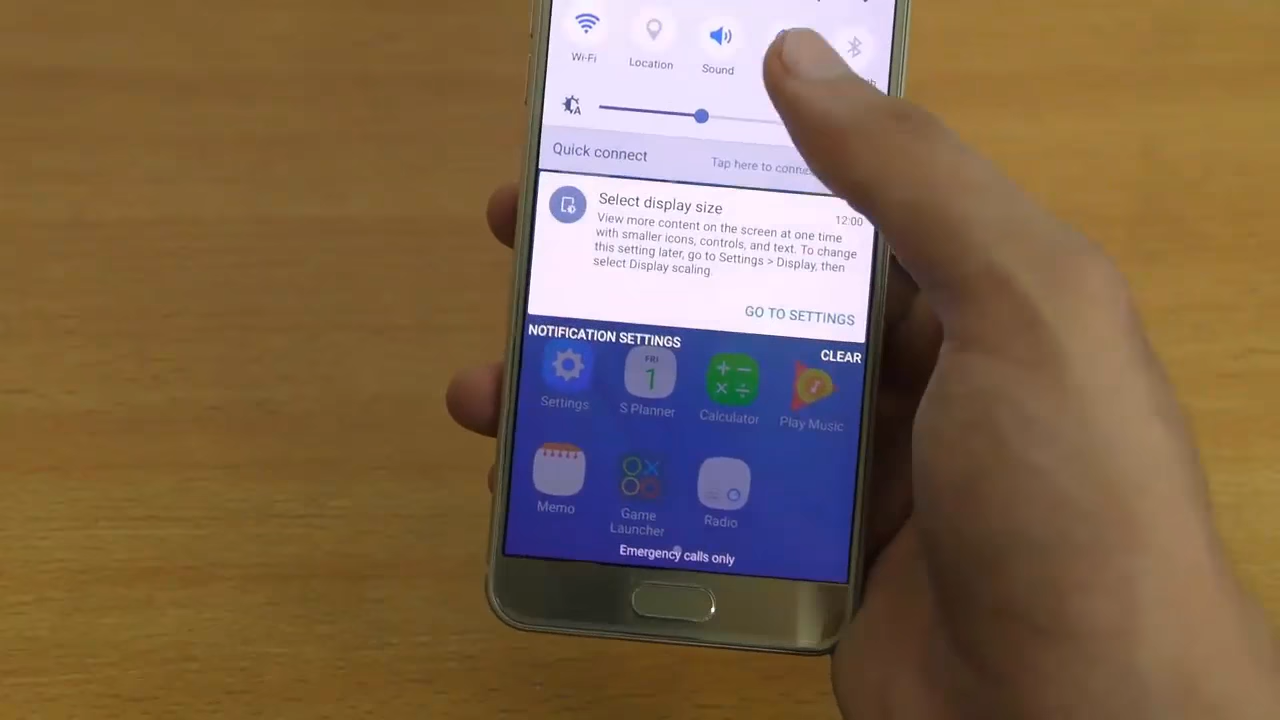 Wi-Fi
Location
Sound
Quick connect
Tap here to
Select display size
12:00
View more content on the screen at one time
with smaller icons, controls, and text. To change
this setting later, go to Settings > Display, then
select Display scaling.
GO TO SETTINGS
NOTIFICATION SETTINGS
CLEAR
FRI
1
Settings
S Planner
Calculator
Play Music
Memo
Game
Launcher
Radio
Emergency calls only